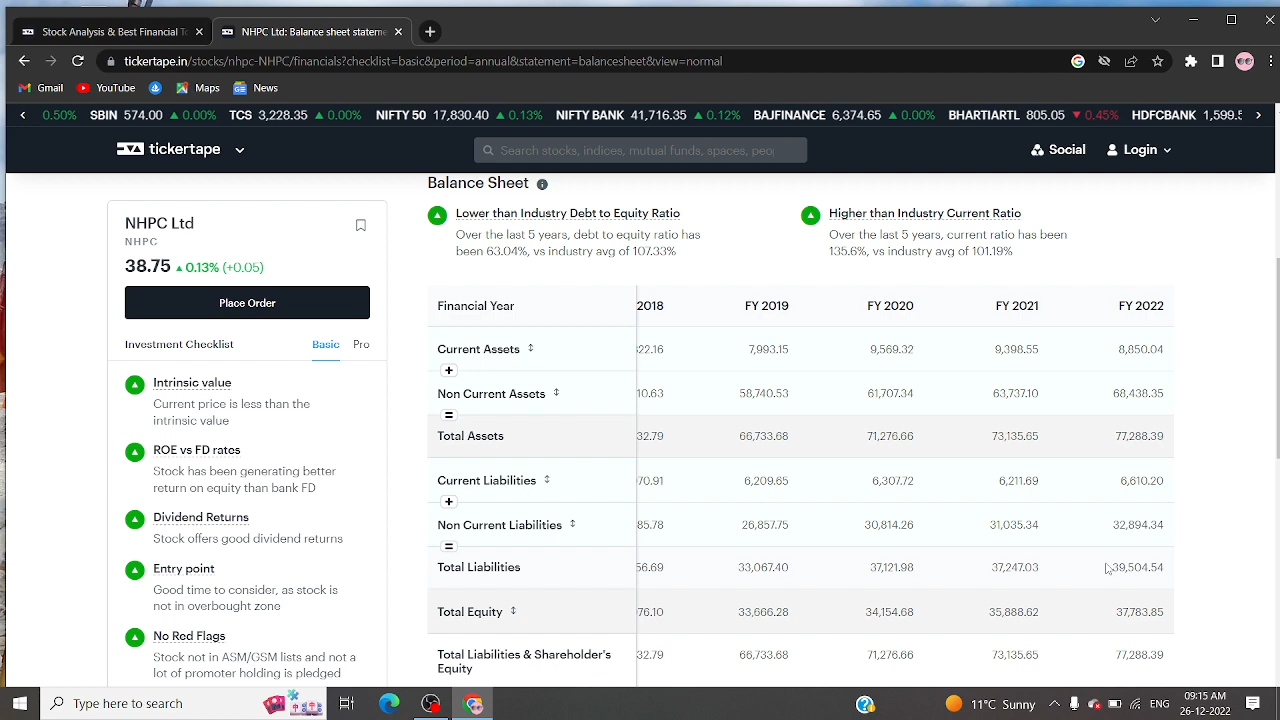 Stock Analysis & Best Financial To
NHPC Ltd: Balance sheet stateme
tickertape.in/stocks/nhpc-NHPC/financials?checklist=basic&period=annual&statement=balancesheet&view=normal
Gmail YouTube Maps News
0.50% SBIN 574.00 0.00% TCS 3,228.35 0.00% NIFTY 50 17,830.40 0.13% NIFTY BANK 41,716.35 0.12% BAJFINANCE 6,374.65 0.00% BHARTIARTL 805.05 0.45% HDFCBANK 1,599.5
tickertape Search stocks, indices, mutual funds, spaces, peop Social Login
NHPC Ltd
NHPC
38.75 0.13% (+0.05)
Place Order
Investment Checklist Basic Pro
Intrinsic value
Current price is less than the
intrinsic value
ROE vs FD rates
Stock has been generating better
return on equity than bank FD
Dividend Returns
Stock offers good dividend returns
Entry point
Good time to consider, as stock is
not in overbought zone
No Red Flags
Stock not in ASM/GSM lists and not a
lot of promoter holding is pledged
Balance Sheet
Lower than Industry Debt to Equity Ratio
Over the last 5 years, debt to equity ratio has
been 63.04%, vs industry avg of 107.33%
Higher than Industry Current Ratio
Over the last 5 years, current ratio has been
135.6%, vs industry avg of 101.19%
Financial Year 2018 FY 2019 FY 2020 FY 2021 FY 2022
Current Assets 22.16 7,993.15 9,569.32 9,398.55 8,850.04
Non Current Assets 10.63 58,740.53 61,707.34 63,737.10 68,438.35
Total Assets 32.79 66,733.68 71,276.66 73,135.65 77,288.39
Current Liabilities 70.91 6,209.65 6,307.72 6,211.69 6,610.20
Non Current Liabilities 85.78 26,857.75 30,814.26 31,035.34 32,894.34
Total Liabilities 56.69 33,067.40 37,121.98 37,247.03 39,504.54
Total Equity 76.10 33,666.28 34,154.68 35,888.62 37,783.85
Total Liabilities & Shareholder's 32.79 66,733.68 71,276.66 73,135.65 77,288.39
Equity
Type here to search
11°C Sunny ENG 09:15 AM
26-12-2022